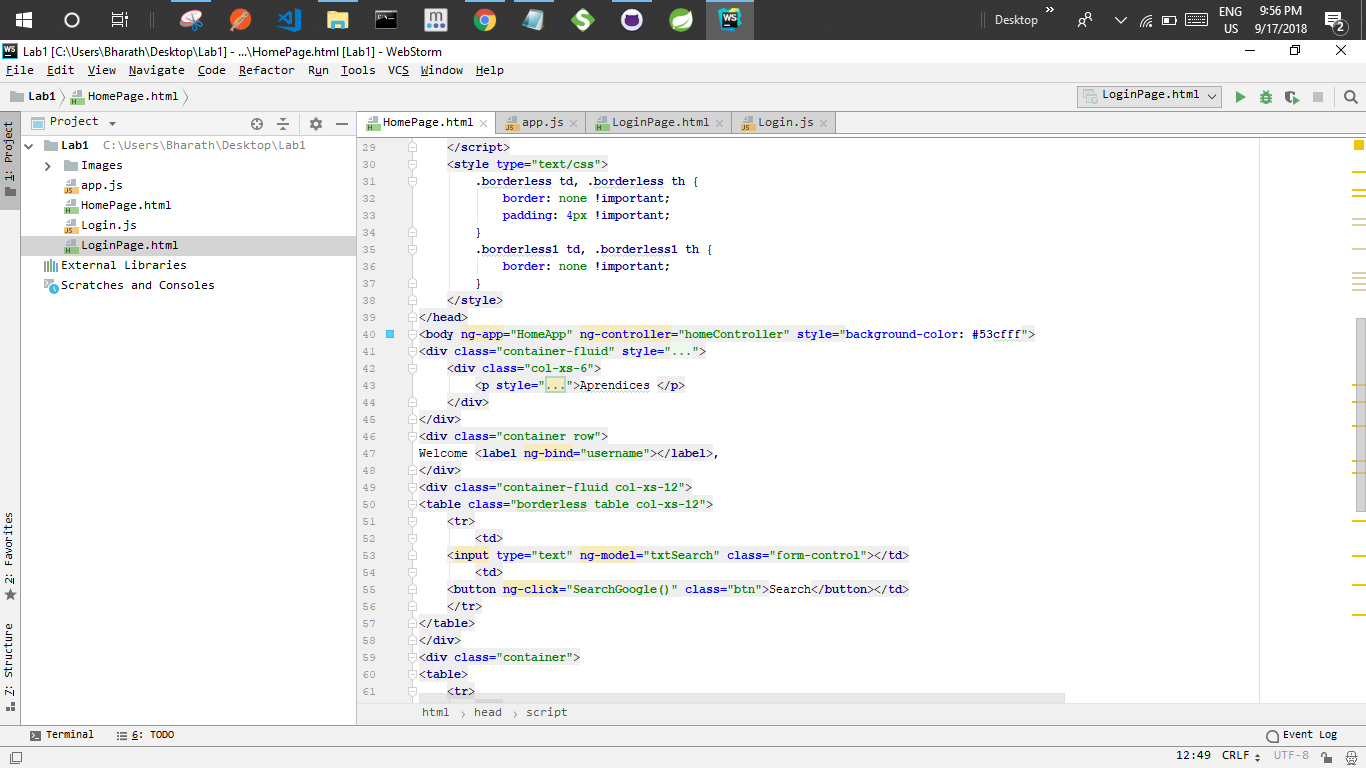 Desktop
»
ENG
US
9:56 PM
9/17/2018
2
WS
WS
Lab1 [C:\Users\Bharath\Desktop\Lab1] - ...\HomePage.html [Lab1] - WebStorm
File Edit View Navigate Code Refactor Run Tools VCS Window Help
Lab1 HomePage.html
LoginPage.html
Project
HomePage.html app.js LoginPage.html Login.js
1: Project
2: Favorites
Z: Structure
Lab1 C:\Users\Bharath\Desktop\Lab1
Images
app.js
HomePage.html
Login.js
LoginPage.html
External Libraries
Scratches and Consoles
29 </script>
30 <style type="text/css">
31 .borderless td, .borderless th {
32 border: none !important;
33 padding: 4px !important;
34 }
35 .borderless1 td, .borderless1 th {
36 border: none !important;
37 }
38 </style>
39 </head>
40 <body ng-app="HomeApp" ng-controller="homeController" style="background-color: #53cfff">
41 <div class="container-fluid" style="...">
42 <div class="col-xs-6">
43 <p style="...">Aprendices </p>
44 </div>
45 </div>
46 <div class="container row">
47 Welcome <label ng-bind="username"></label>,
48 </div>
49 <div class="container-fluid col-xs-12">
50 <table class="borderless table col-xs-12">
51 <tr>
52 <td>
53 <input type="text" ng-model="txtSearch" class="form-control"></td>
54 <td>
55 <button ng-click="SearchGoogle()" class="btn">Search</button></td>
56 </tr>
57 </table>
58 </div>
59 <div class="container">
60 <table>
61 <tr>
html › head › script
Terminal 6: TODO
Event Log
12:49 CRLF UTF-8